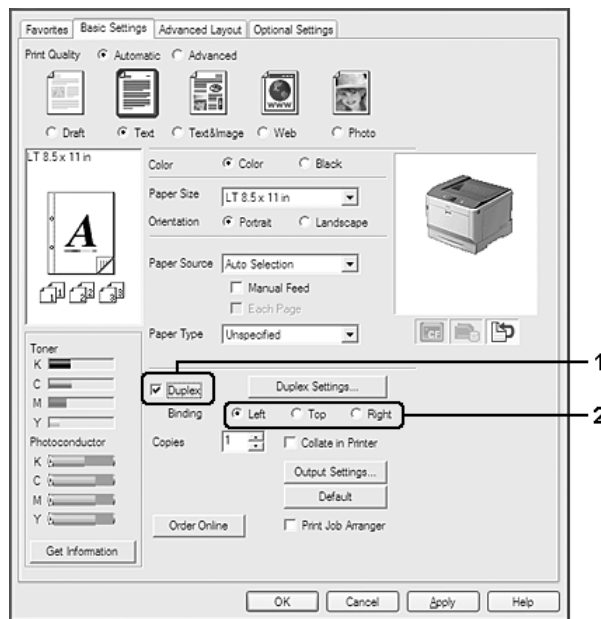 Favorites Basic Settings Advanced Layout Optional Settings
Print Quality Automatic Advanced
Draft Text Text&Image Web Photo
LT 8.5 x 11 in
Color Color Black
Paper Size LT 8.5 x 11 in
Orientation Portrait Landscape
A
Paper Source Auto Selection
Manual Feed
Each Page
Paper Type Unspecified
Toner
K
C
M
Y
Duplex Duplex Settings...
1
Binding Left Top Right
2
Photoconductor
K
C
M
Y
Copies 1 Collate in Printer
Output Settings...
Default
Order Online Print Job Arranger
Get Information
OK Cancel Apply Help